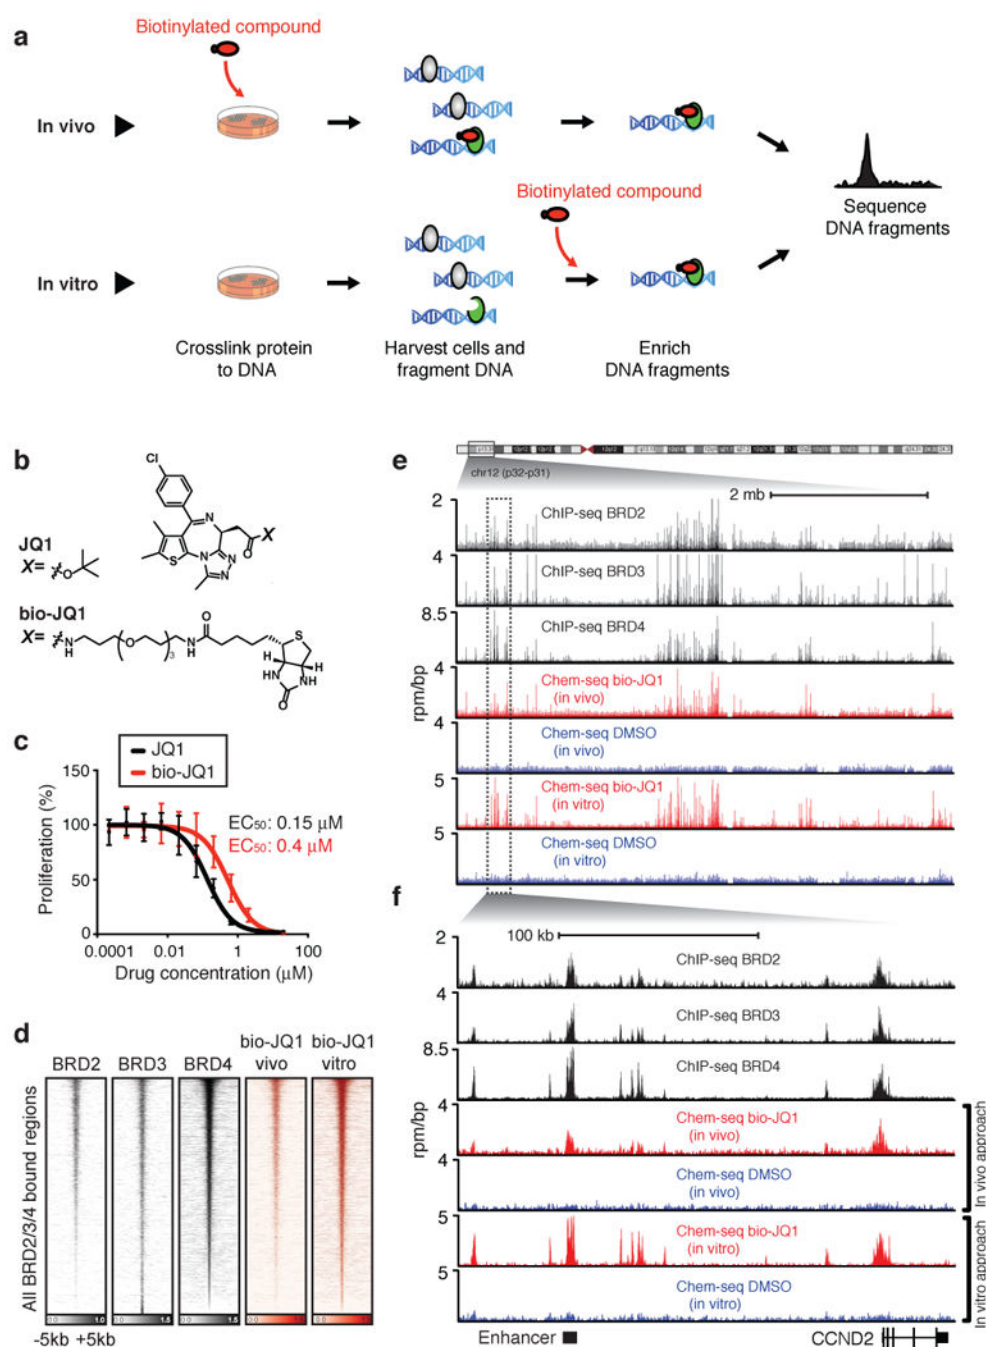 a
Biotinylated compound
In vivo
Biotinylated compound
Sequence
DNA fragments
In vitro
Crosslink protein
to DNA
Harvest cells and
fragment DNA
Enrich
DNA fragments
b
Cl
N
S
N
N
N
O
X
JQ1
X=
O
bio-JQ1
X=
N
H
O
3
NH
O
S
H
H
HN
NH
O
c
JQ1
bio-JQ1
Proliferation (%)
150
100
50
0
EC50: 0.15 μM
EC50: 0.4 μM
0.0001
0.01
1
100
Drug concentration (μM)
d
BRD2
BRD3
BRD4
bio-JQ1
vivo
bio-JQ1
vitro
All BRD2/3/4 bound regions
1.0
1.5
1.5
-5kb +5kb
e
chr12 (p32-p31)
2 mb
rpm/bp
2
ChIP-seq BRD2
4
ChIP-seq BRD3
8.5
ChIP-seq BRD4
4
Chem-seq bio-JQ1
(in vivo)
4
Chem-seq DMSO
(in vivo)
5
Chem-seq bio-JQ1
(in vitro)
5
Chem-seq DMSO
(in vitro)
f
100 kb
rpm/bp
2
ChIP-seq BRD2
4
ChIP-seq BRD3
8.5
ChIP-seq BRD4
4
Chem-seq bio-JQ1
(in vivo)
4
Chem-seq DMSO
(in vivo)
5
Chem-seq bio-JQ1
(in vitro)
5
Chem-seq DMSO
(in vitro)
In vivo approach
In vitro approach
Enhancer
CCND2